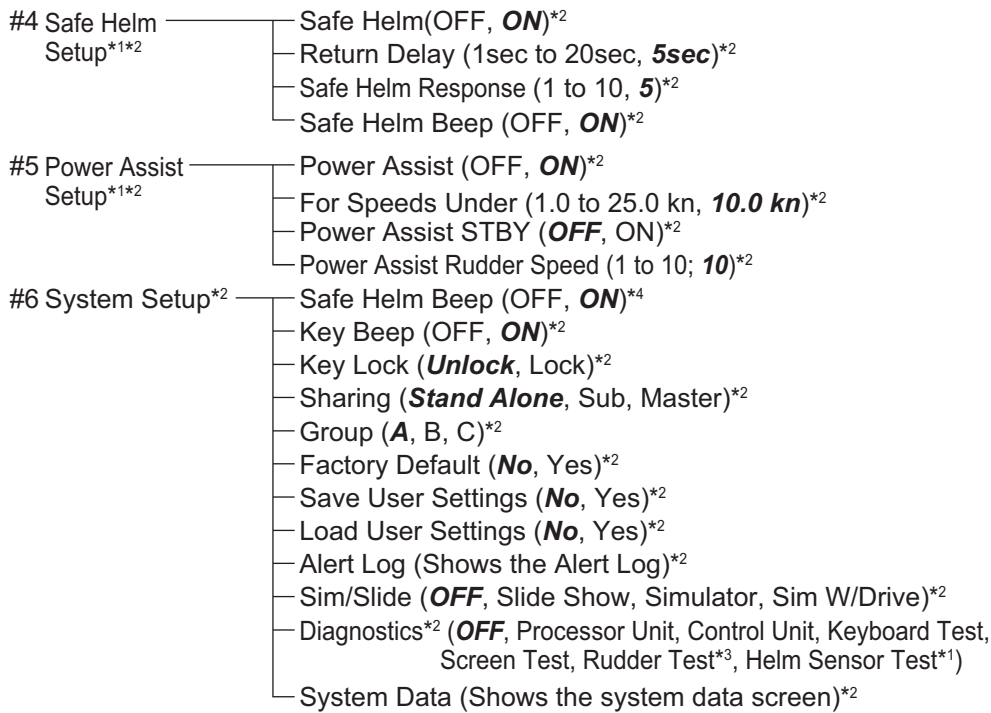 #4 Safe Helm Setup*1*2
Safe Helm(OFF, ON)*2
Return Delay (1sec to 20sec, 5sec)*2
Safe Helm Response (1 to 10, 5)*2
Safe Helm Beep (OFF, ON)*2
#5 Power Assist Setup*1*2
Power Assist (OFF, ON)*2
For Speeds Under (1.0 to 25.0 kn, 10.0 kn)*2
Power Assist STBY (OFF, ON)*2
Power Assist Rudder Speed (1 to 10; 10)*2
#6 System Setup*2
Safe Helm Beep (OFF, ON)*4
Key Beep (OFF, ON)*2
Key Lock (Unlock, Lock)*2
Sharing (Stand Alone, Sub, Master)*2
Group (A, B, C)*2
Factory Default (No, Yes)*2
Save User Settings (No, Yes)*2
Load User Settings (No, Yes)*2
Alert Log (Shows the Alert Log)*2
Sim/Slide (OFF, Slide Show, Simulator, Sim W/Drive)*2
Diagnostics*2 (OFF, Processor Unit, Control Unit, Keyboard Test,
Screen Test, Rudder Test*3, Helm Sensor Test*1)
System Data (Shows the system data screen)*2